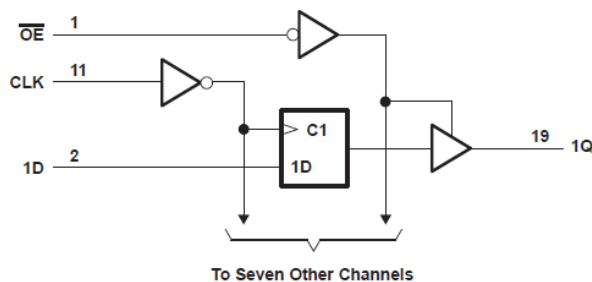 OE 1
CLK 11
C1
1D 2
1D
19 1Q
To Seven Other Channels